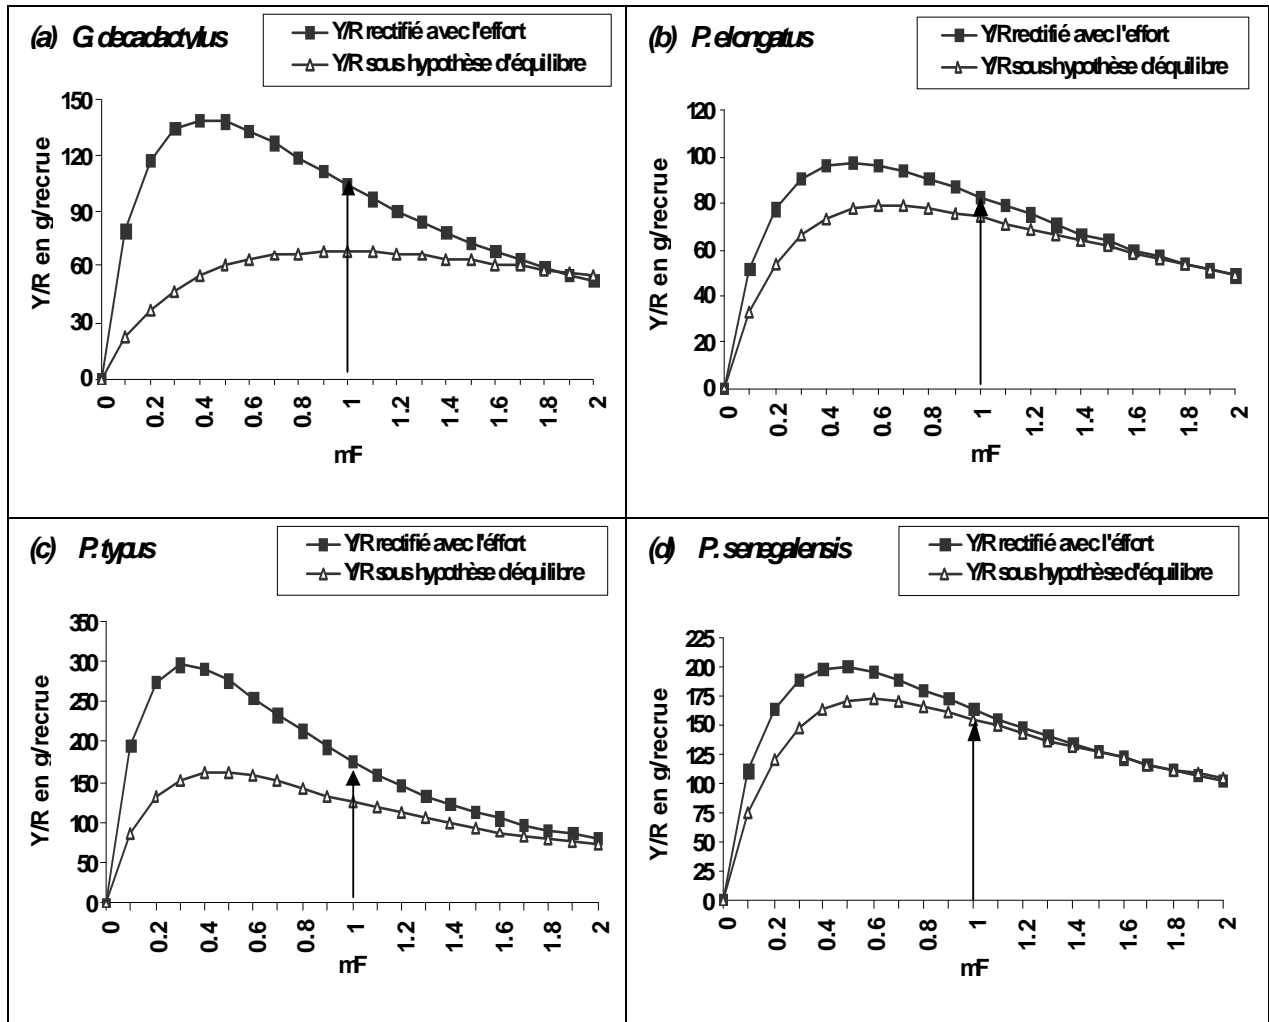 (a) G. decadactylus
Y/R rectifié avec l'effort
Y/R sous hypothèse d'équilibre
Y/R en g/recrue
150
120
90
60
30
0
0 0.2 0.4 0.6 0.8 1 1.2 1.4 1.6 1.8 2
mF
(b) P. elongatus
Y/R rectifié avec l'effort
Y/R sous hypothèse d'équilibre
Y/R en g/recrue
120
100
80
60
40
20
0
0 0.2 0.4 0.6 0.8 1 1.2 1.4 1.6 1.8 2
mF
(c) P. typus
Y/R rectifié avec l'éffort
Y/R sous hypothèse d'équilibre
Y/R en g/recrue
350
300
250
200
150
100
50
0
0 0.2 0.4 0.6 0.8 1 1.2 1.4 1.6 1.8 2
mF
(d) P. senegalensis
Y/R rectifié avec l'éffort
Y/R sous hypothèse d'équilibre
Y/R en g/recrue
225
200
175
150
125
100
75
50
25
0
0 0.2 0.4 0.6 0.8 1 1.2 1.4 1.6 1.8 2
mF